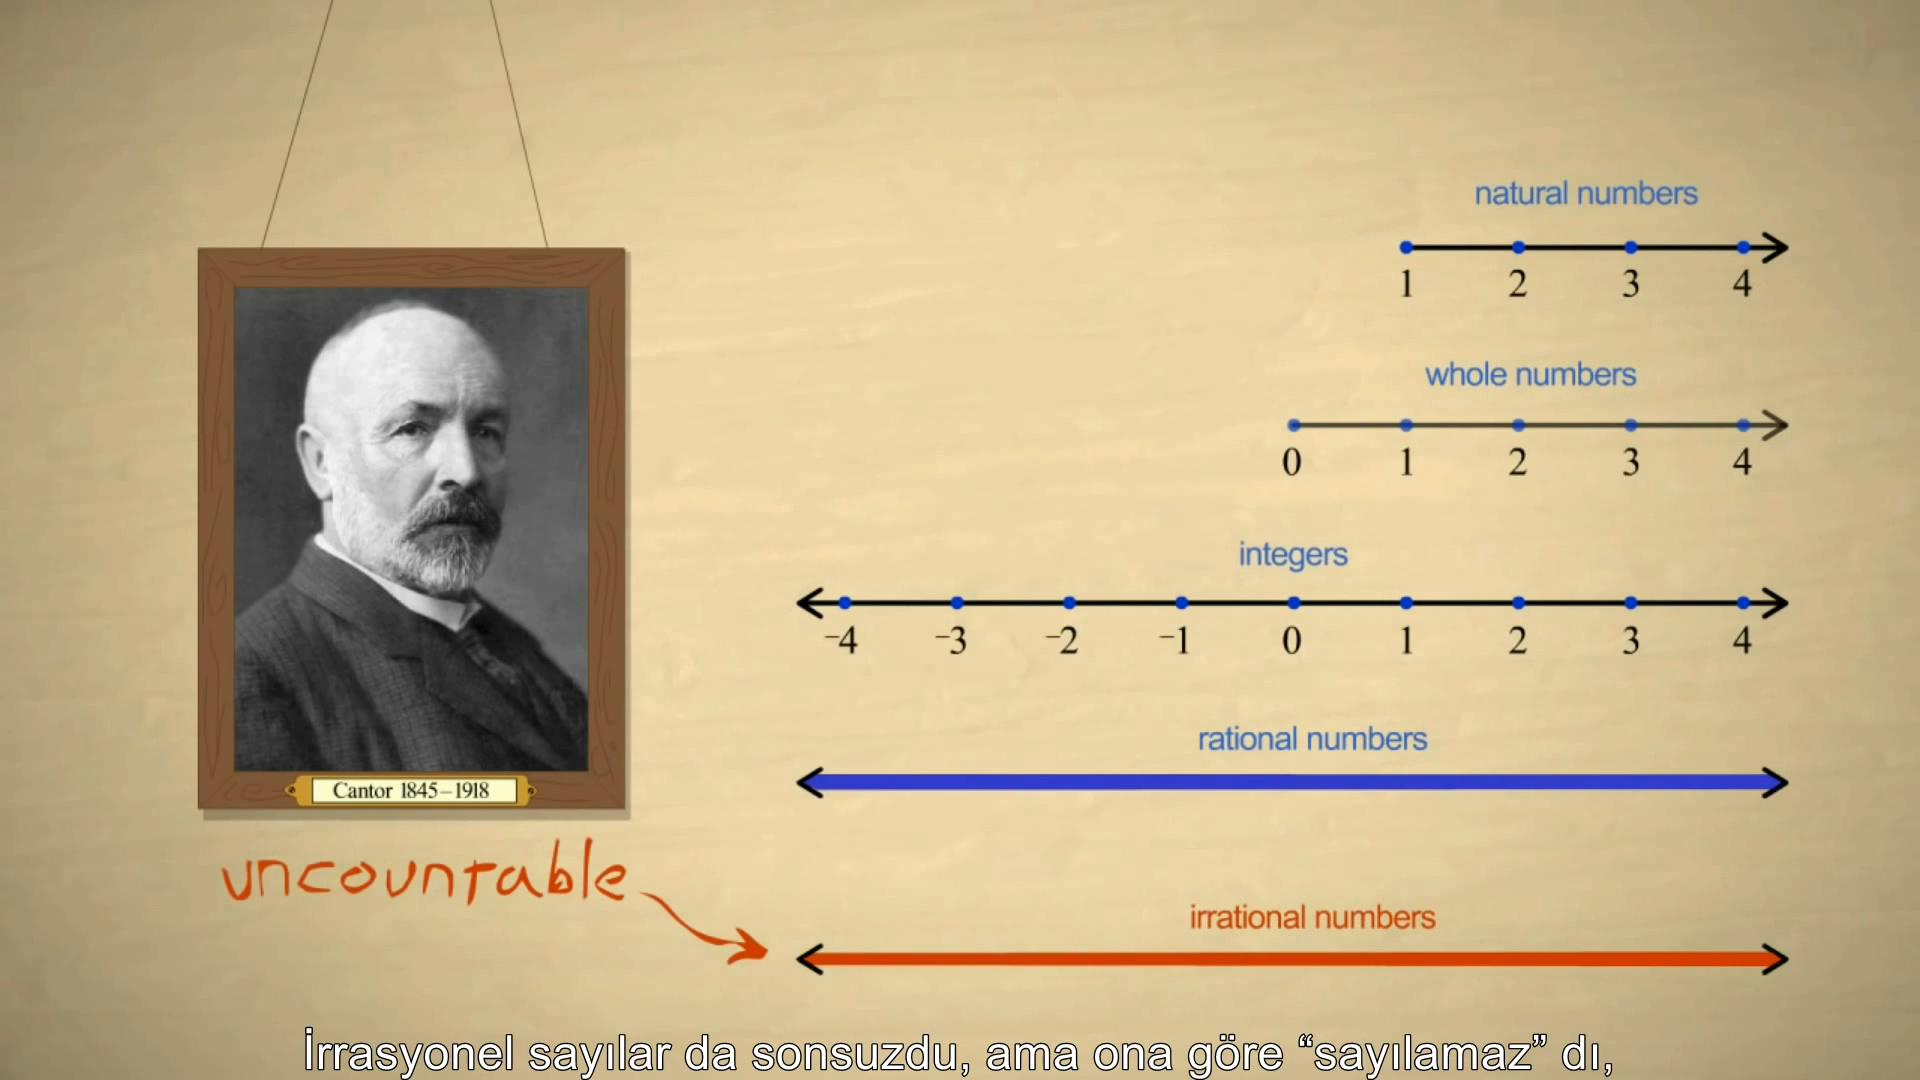 natural numbers
1 2 3 4
whole numbers
0 1 2 3 4
integers
−4 −3 −2 −1 0 1 2 3 4
rational numbers
Cantor 1845–1918
uncountable
irrational numbers
İrrasyonel sayılar da sonsuzdu, ama ona göre “sayılamaz” dı,